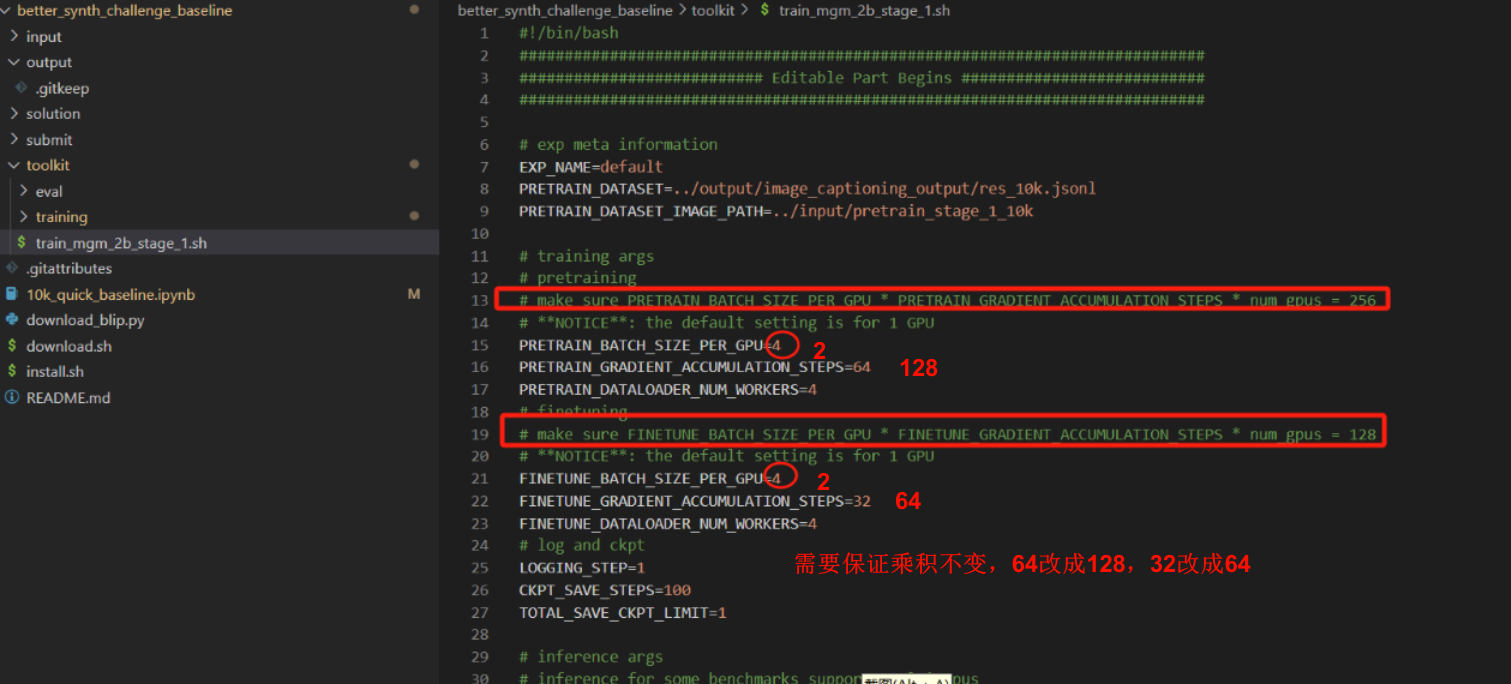 better_synth_challenge_baseline
input
output
.gitkeep
solution
submit
toolkit
eval
training
$ train_mgm_2b_stage_1.sh
.gitattributes
10k_quick_baseline.ipynb M
download_blip.py
$ download.sh
$ install.sh
README.md
better_synth_challenge_baseline > toolkit > $ train_mgm_2b_stage_1.sh
1 #!/bin/bash
2 ############################################################################
3 ########################### Editable Part Begins ###########################
4 ############################################################################
5
6 # exp meta information
7 EXP_NAME=default
8 PRETRAIN_DATASET=../output/image_captioning_output/res_10k.jsonl
9 PRETRAIN_DATASET_IMAGE_PATH=../input/pretrain_stage_1_10k
10
11 # training args
12 # pretraining
13 # make sure PRETRAIN_BATCH_SIZE_PER_GPU * PRETRAIN_GRADIENT_ACCUMULATION_STEPS * num_gpus = 256
14 # **NOTICE**: the default setting is for 1 GPU
15 PRETRAIN_BATCH_SIZE_PER_GPU=4 2
16 PRETRAIN_GRADIENT_ACCUMULATION_STEPS=64 128
17 PRETRAIN_DATALOADER_NUM_WORKERS=4
18 # finetuning
19 # make sure FINETUNE_BATCH_SIZE_PER_GPU * FINETUNE_GRADIENT_ACCUMULATION_STEPS * num_gpus = 128
20 # **NOTICE**: the default setting is for 1 GPU
21 FINETUNE_BATCH_SIZE_PER_GPU=4 2
22 FINETUNE_GRADIENT_ACCUMULATION_STEPS=32 64
23 FINETUNE_DATALOADER_NUM_WORKERS=4
24 # log and ckpt
需要保证乘积不变，64改成128，32改成64
25 LOGGING_STEP=1
26 CKPT_SAVE_STEPS=100
27 TOTAL_SAVE_CKPT_LIMIT=1
28
29 # inference args
30 # inference for some benchmarks